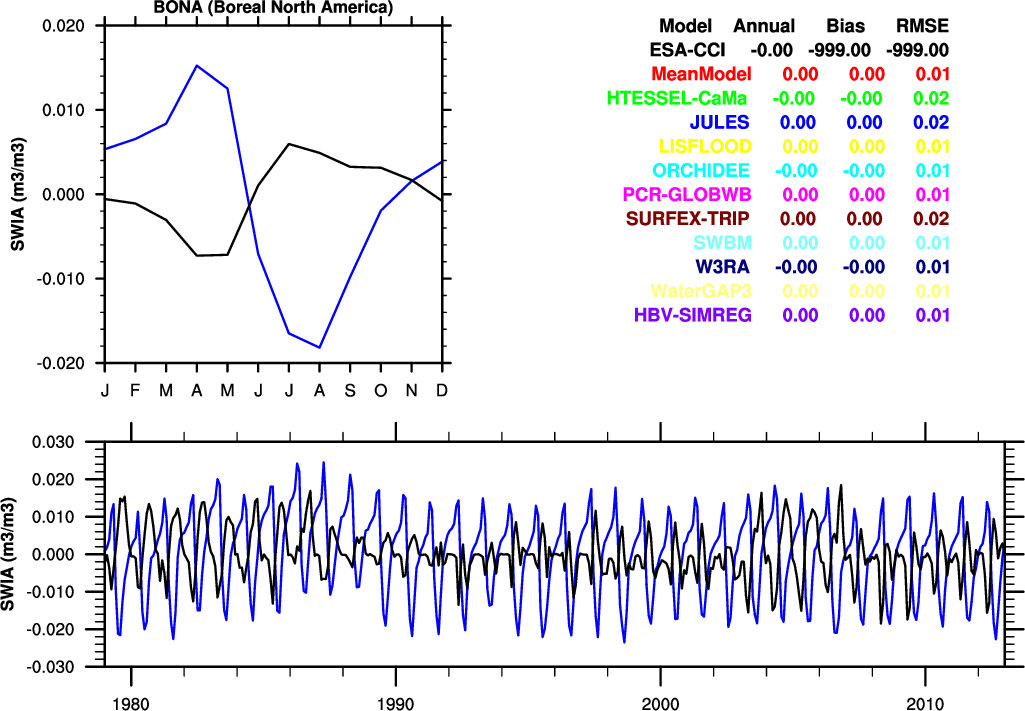 BONA (Boreal North America)
0.020
0.010
0.000
-0.010
-0.020
SWIA (m3/m3)
J F M A M J J A S O N D
Model Annual Bias RMSE
ESA-CCI -0.00 -999.00 -999.00
MeanModel 0.00 0.00 0.01
HTESSEL-CaMa -0.00 -0.00 0.02
JULES 0.00 0.00 0.02
LISFLOOD 0.00 0.00 0.01
ORCHIDEE -0.00 -0.00 0.01
PCR-GLOBWB 0.00 0.00 0.01
SURFEX-TRIP 0.00 0.00 0.02
SWBM 0.00 0.00 0.01
W3RA -0.00 -0.00 0.01
WaterGAP3 0.00 0.00 0.01
HBV-SIMREG 0.00 0.00 0.01
0.030
0.020
0.010
0.000
-0.010
-0.020
-0.030
SWIA (m3/m3)
1980 1990 2000 2010